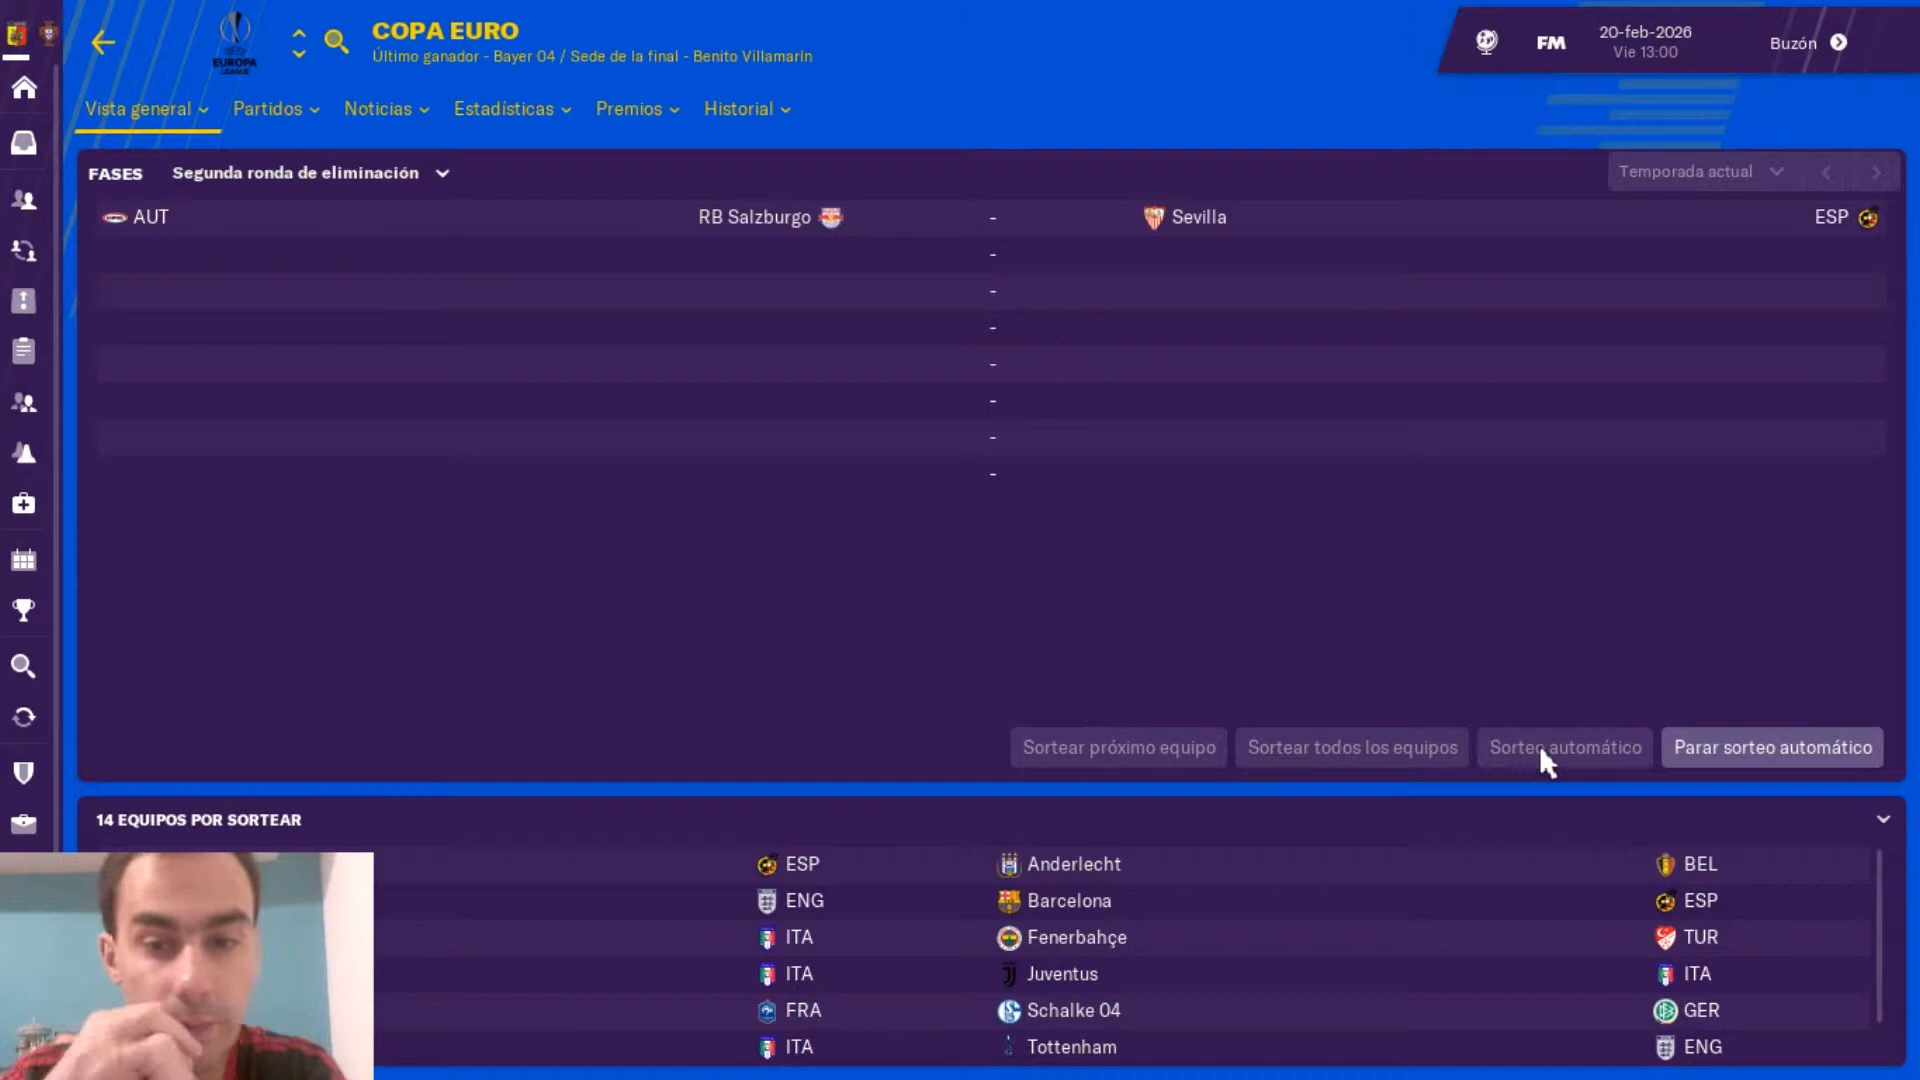 COPA EURO
Último ganador - Bayer 04 / Sede de la final - Benito Villamarín
UEFA
EUROPA
LEAGUE
FM
20-feb-2026
Vie 13:00
Buzón
Vista general
Partidos
Noticias
Estadísticas
Premios
Historial
FASES Segunda ronda de eliminación
Temporada actual
AUT RB Salzburgo - Sevilla ESP
-
-
-
-
-
-
-
Sortear próximo equipo
Sortear todos los equipos
Sorteo automático
Parar sorteo automático
14 EQUIPOS POR SORTEAR
ESP Anderlecht BEL
ENG Barcelona ESP
ITA Fenerbahçe TUR
ITA Juventus ITA
FRA Schalke 04 GER
ITA Tottenham ENG